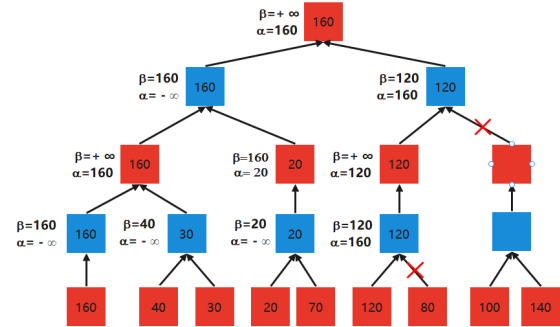 β=+ ∞
α=160
160
β=160
α= - ∞
160
β=120
α=160
120
β=+ ∞
α=160
160
β=160
α= 20
20
β=+ ∞
α=120
120
β=160
α= - ∞
160
β=40
α= - ∞
30
β=20
α= - ∞
20
β=120
α=160
120
160
40
30
20
70
120
80
100
140